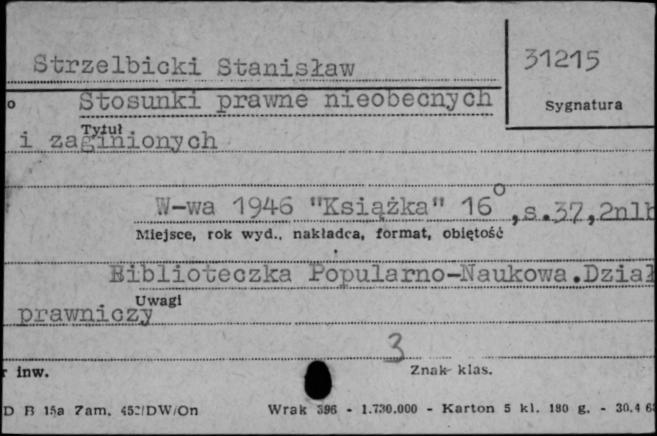 Strzelbicki Stanisław
31215
Sygnatura
o Stosunki prawne nieobecnych
Tytuł
i zaginionych
W-wa 1946 "Książka" 16°,s.37,2nlb
Miejsce, rok wyd., nakładca, format, objętość
Biblioteczka Popularno-Naukowa.Dział
Uwagi
prawniczy
3
r inw.
Znak klas.
D B 15a Zam. 452/DW/On Wrak 396 - 1.730.000 - Karton 5 kl. 180 g. - 30.4 6